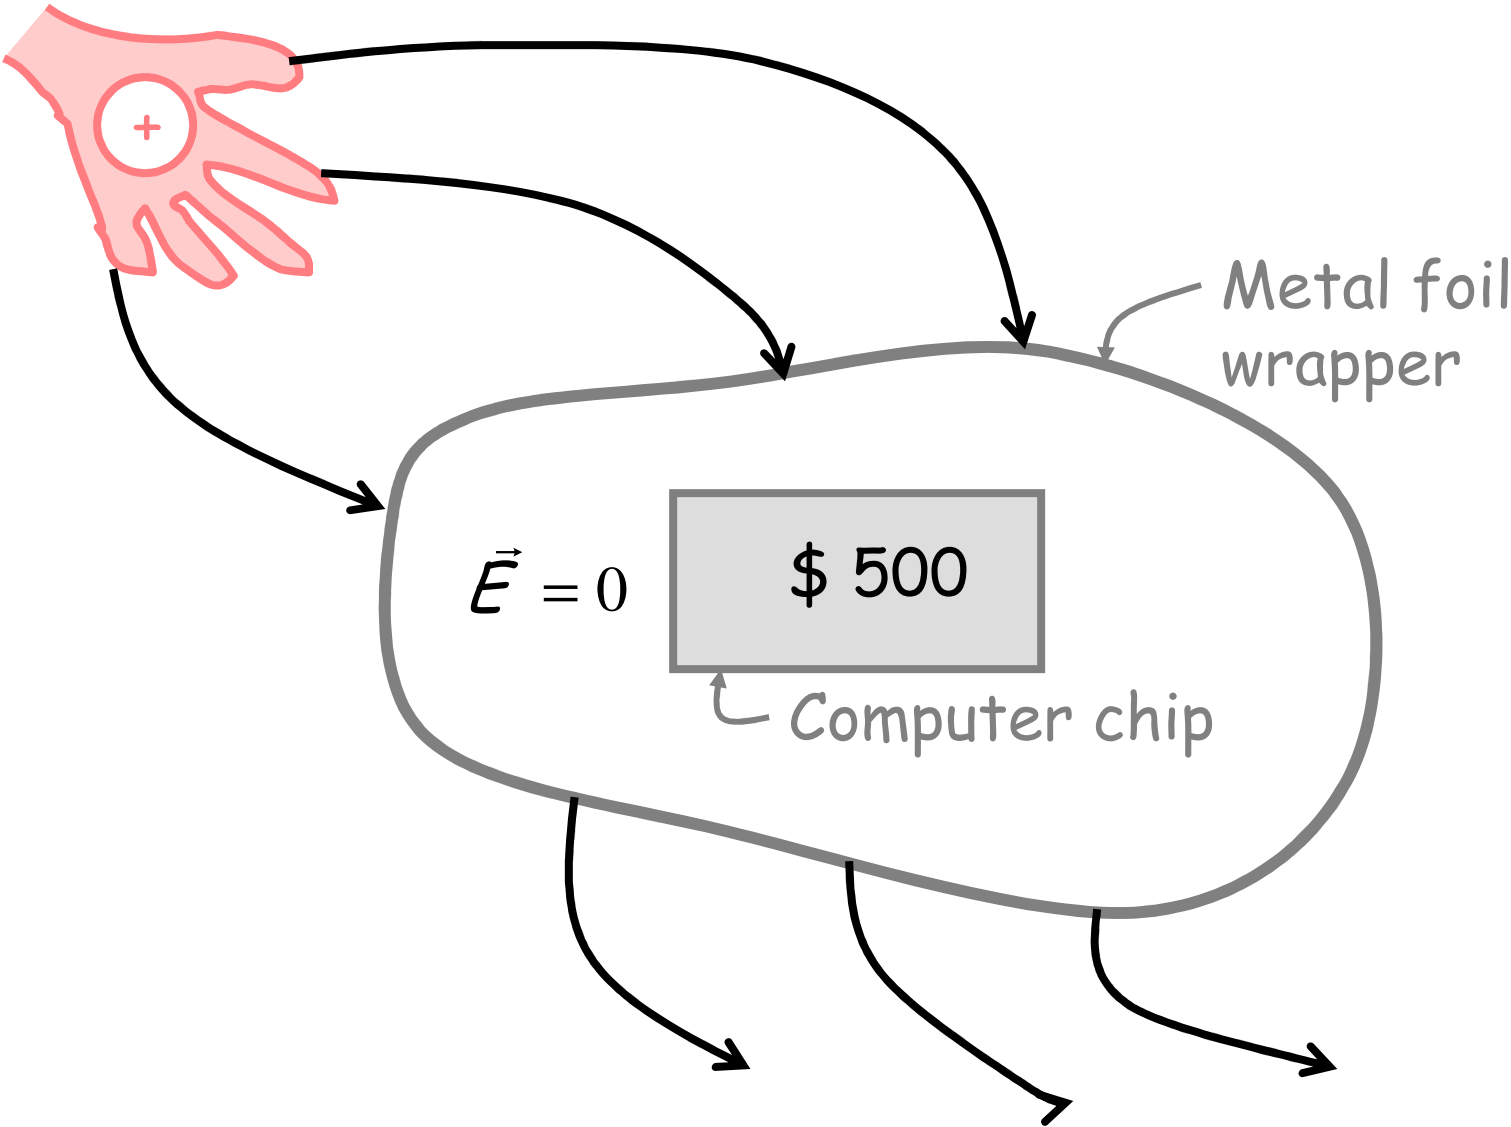 +
Metal foil
wrapper
$ 500
E⃗ = 0
Computer chip